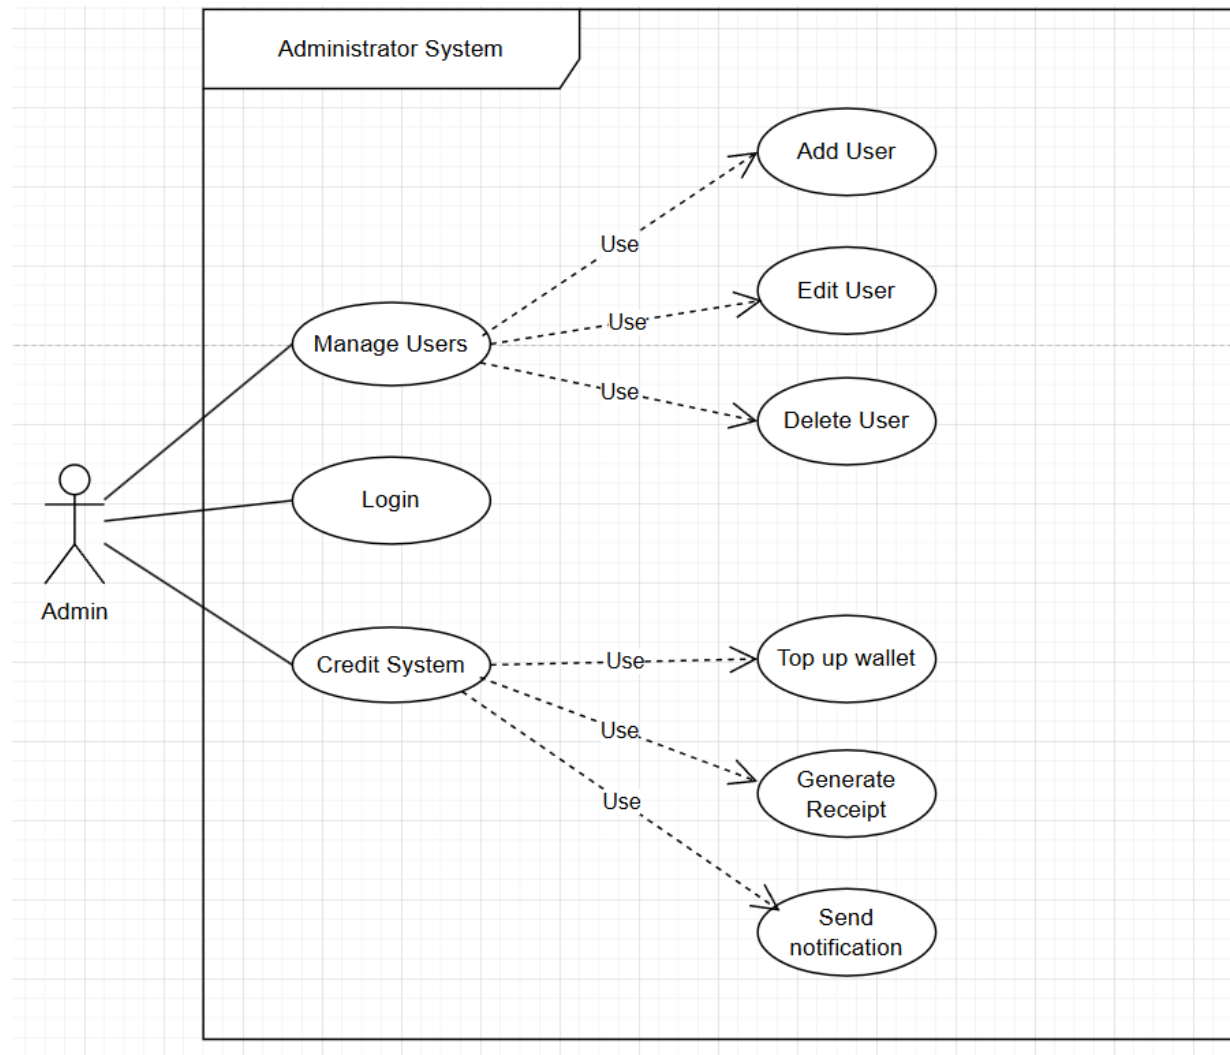 Administrator System
Add User
Use
Edit User
Use
Manage Users
Use
Delete User
Login
Admin
Credit System
Use
Top up wallet
Use
Generate
Receipt
Use
Send
notification